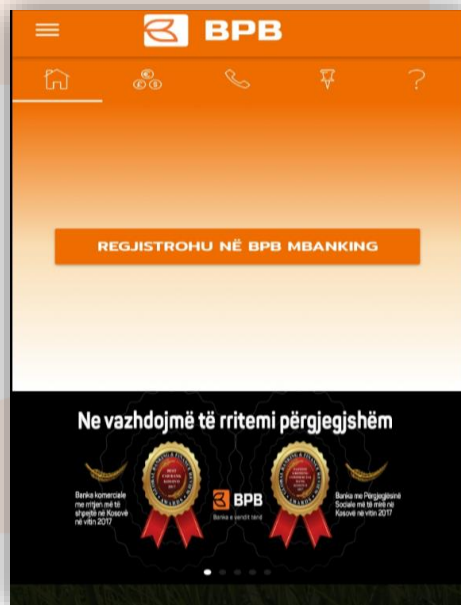 BPB
REGJISTROHU NË BPB MBANKING
Ne vazhdojmë të rritemi përgjegjshëm
Banka komerciale
me rritjen më të
shpejtë në Kosovë
në vitin 2017
BPB
Banka e vendit tënd
Banka me Përgjegjësinë
Sociale më të mirë në
Kosovë në vitin 2017